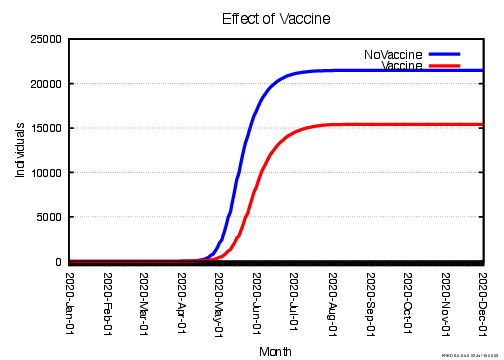 Effect of Vaccine
25000
20000
15000
10000
5000
0
Individuals
NoVaccine
Vaccine
2020-Jan-01
2020-Feb-01
2020-Mar-01
2020-Apr-01
2020-May-01
2020-Jun-01
2020-Jul-01
2020-Aug-01
2020-Sep-01
2020-Oct-01
2020-Nov-01
2020-Dec-01
Month